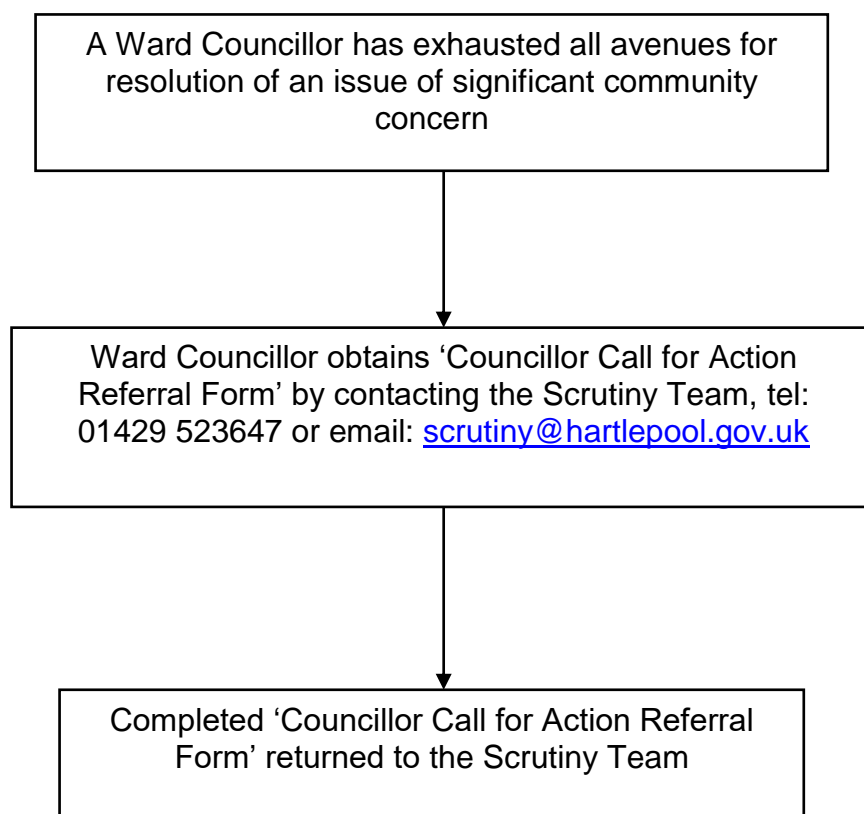 A Ward Councillor has exhausted all avenues for
resolution of an issue of significant community
concern
Ward Councillor obtains ‘Councillor Call for Action
Referral Form’ by contacting the Scrutiny Team, tel:
01429 523647 or email: scrutiny@hartlepool.gov.uk
Completed ‘Councillor Call for Action Referral
Form’ returned to the Scrutiny Team